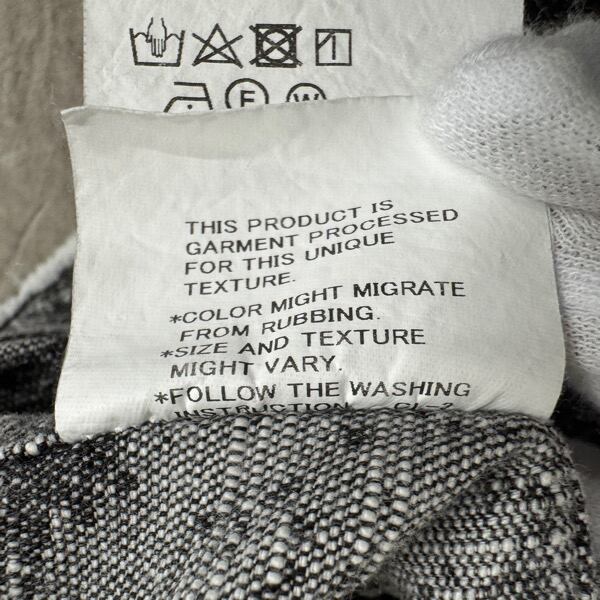 F
W
THIS PRODUCT IS
GARMENT PROCESSED
FOR THIS UNIQUE
TEXTURE.
*COLOR MIGHT MIGRATE
FROM RUBBING.
*SIZE AND TEXTURE
MIGHT VARY.
*FOLLOW THE WASHING
INSTRUCTION.